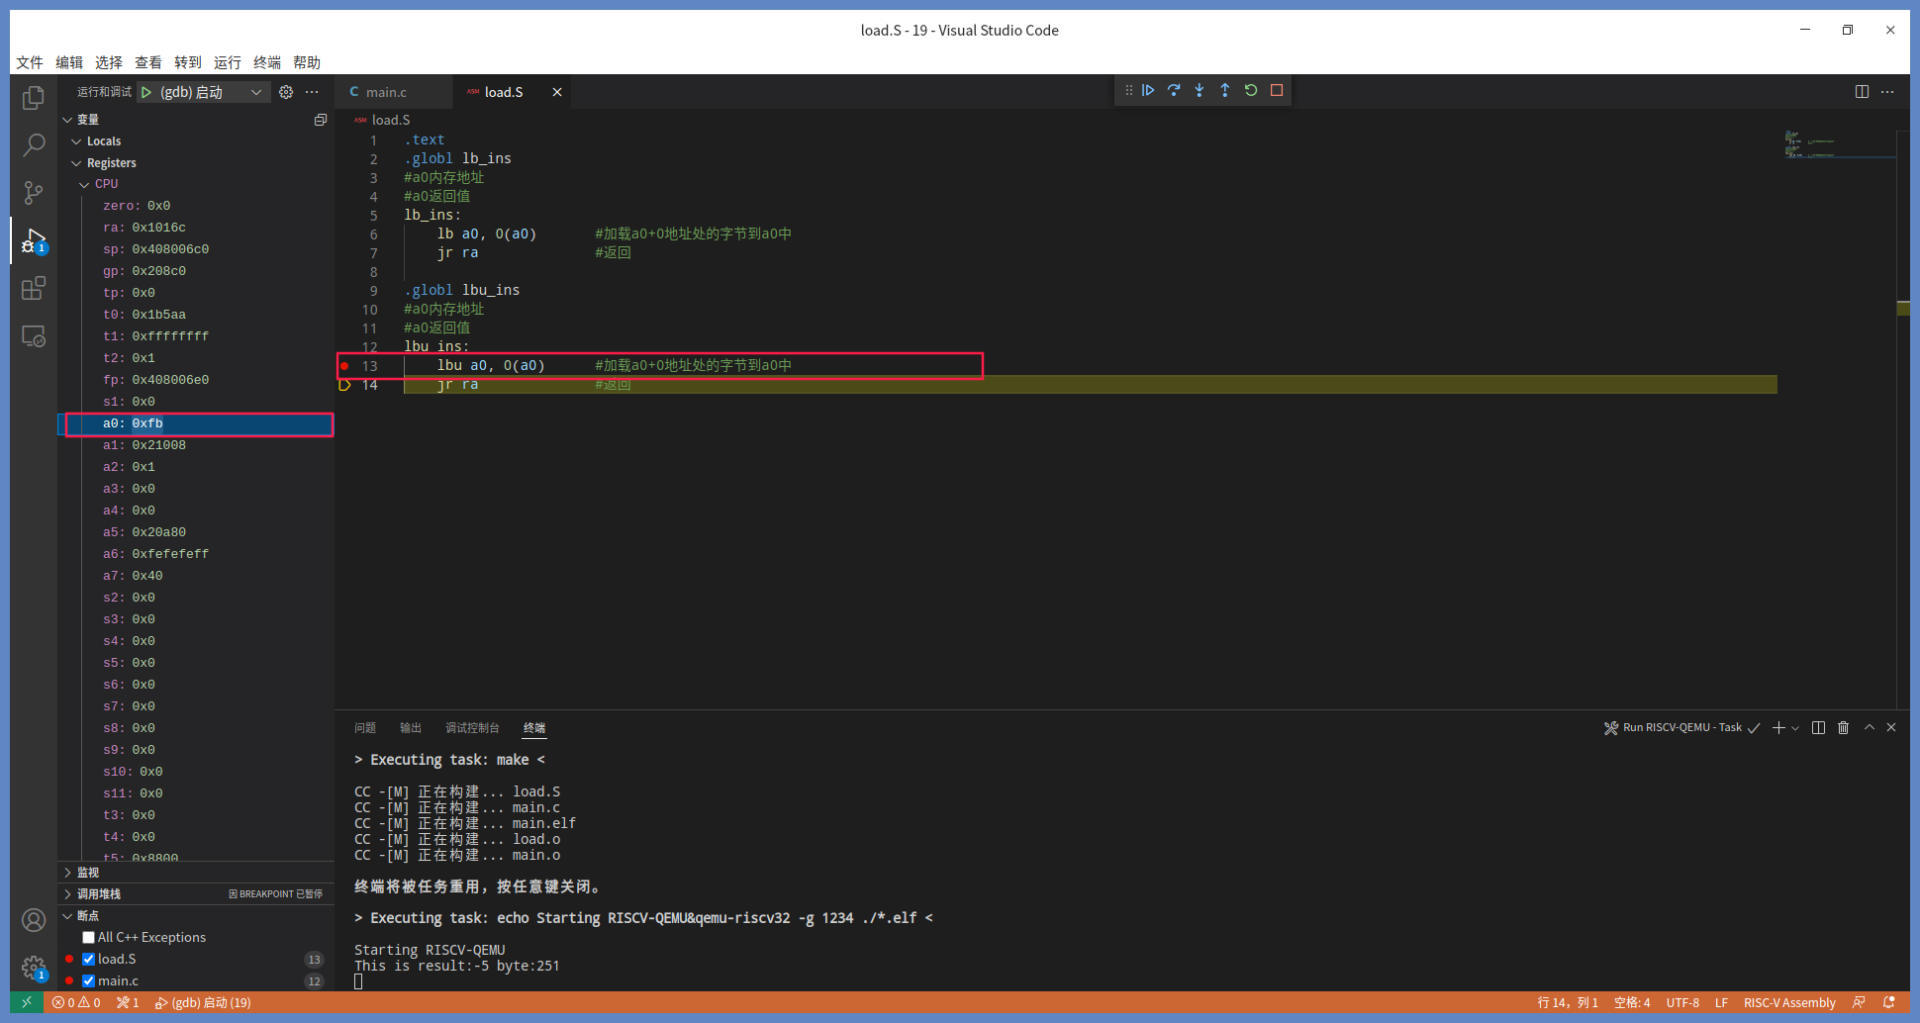 load.S - 19 - Visual Studio Code
文件 编辑 选择 查看 转到 运行 终端 帮助
运行和调试 (gdb) 启动 ···
C main.c
ASM load.S
ASM load.S
变量
Locals
Registers
CPU
zero: 0x0
ra: 0x1016c
sp: 0x408006c0
gp: 0x208c0
tp: 0x0
t0: 0x1b5aa
t1: 0xffffffff
t2: 0x1
fp: 0x408006e0
s1: 0x0
a0: 0xfb
a1: 0x21008
a2: 0x1
a3: 0x0
a4: 0x0
a5: 0x20a80
a6: 0xfefefeff
a7: 0x40
s2: 0x0
s3: 0x0
s4: 0x0
s5: 0x0
s6: 0x0
s7: 0x0
s8: 0x0
s9: 0x0
s10: 0x0
s11: 0x0
t3: 0x0
t4: 0x0
t5: 0x8800
监视
调用堆栈 因 BREAKPOINT 已暂停
断点
All C++ Exceptions
load.S 13
main.c 12
1 .text
2 .globl lb_ins
3 #a0内存地址
4 #a0返回值
5 lb_ins:
6 lb a0, 0(a0) #加载a0+0地址处的字节到a0中
7 jr ra #返回
8
9 .globl lbu_ins
10 #a0内存地址
11 #a0返回值
12 lbu_ins:
13 lbu a0, 0(a0) #加载a0+0地址处的字节到a0中
14 jr ra #返回
问题 输出 调试控制台 终端
Run RISCV-QEMU - Task
> Executing task: make <
CC -[M] 正在构建... load.S
CC -[M] 正在构建... main.c
CC -[M] 正在构建... main.elf
CC -[M] 正在构建... load.o
CC -[M] 正在构建... main.o
终端将被任务重用，按任意键关闭。
> Executing task: echo Starting RISCV-QEMU&qemu-riscv32 -g 1234 ./*.elf <
Starting RISCV-QEMU
This is result:-5 byte:251
1
1
0 0 1 (gdb) 启动 (19)
行 14，列 1 空格: 4 UTF-8 LF RISC-V Assembly